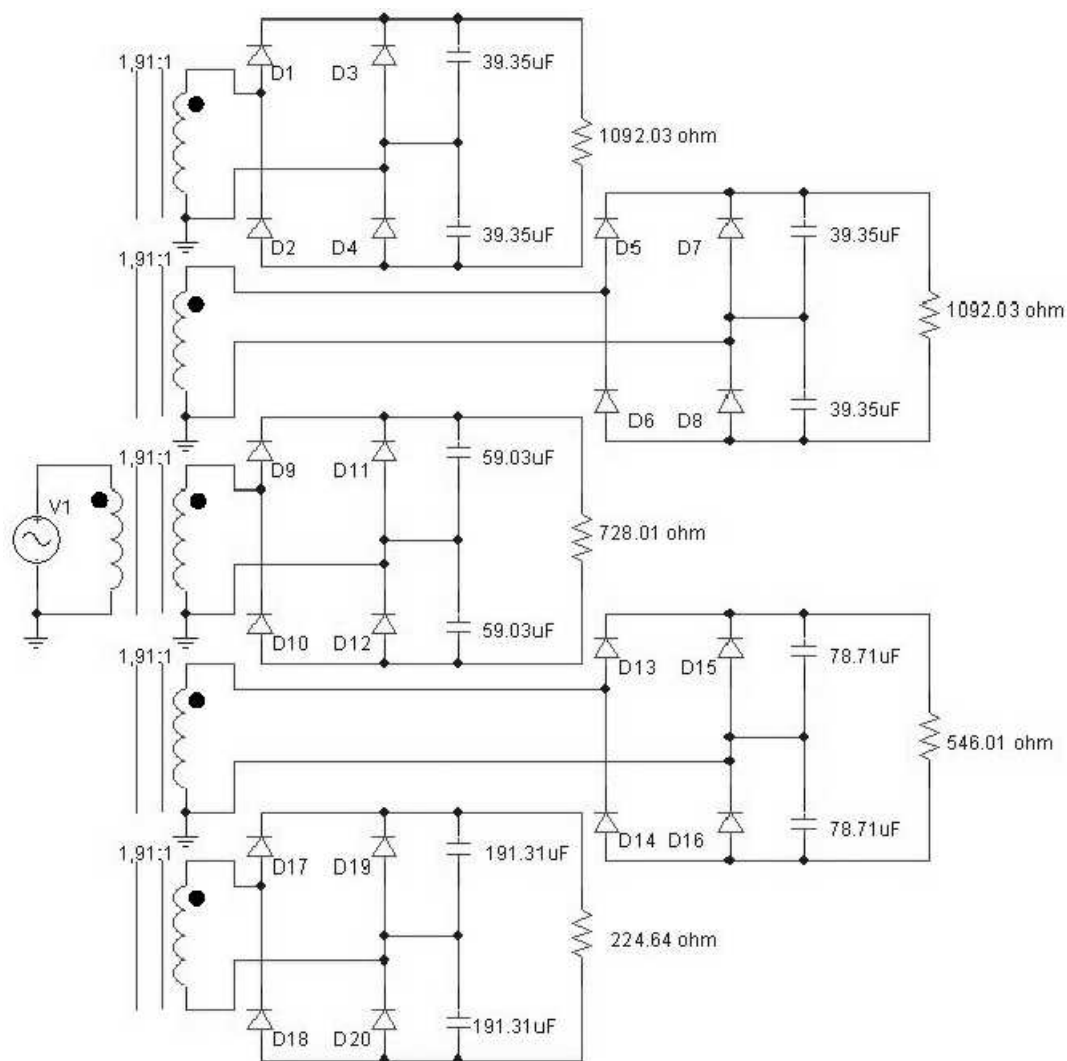 1,91:1
D1
D3
39.35uF
1092.03 ohm
D2
D4
39.35uF
1,91:1
D5
D7
39.35uF
1092.03 ohm
D6
D8
39.35uF
1,91:1
D9
D11
59.03uF
V1
728.01 ohm
D10
D12
59.03uF
1,91:1
D13
D15
78.71uF
546.01 ohm
D14
D16
78.71uF
1,91:1
D17
D19
191.31uF
224.64 ohm
D18
D20
191.31uF